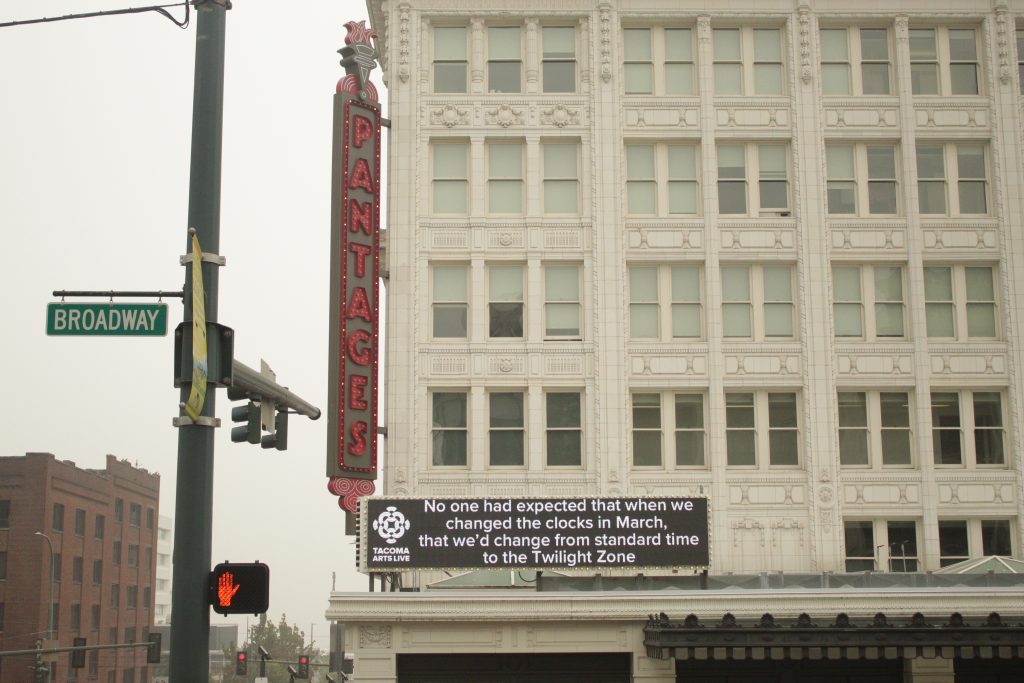 PANTAGES
BROADWAY
TACOMA
ARTS LIVE
No one had expected that when we
changed the clocks in March,
that we'd change from standard time
to the Twilight Zone